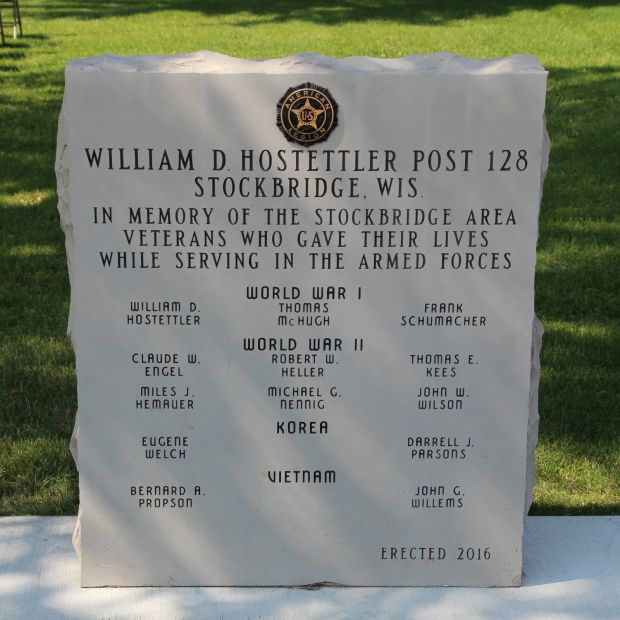 AMERICAN
U.S
LEGION
WILLIAM D. HOSTETTLER POST 128
STOCKBRIDGE, WIS.
IN MEMORY OF THE STOCKBRIDGE AREA
VETERANS WHO GAVE THEIR LIVES
WHILE SERVING IN THE ARMED FORCES
WORLD WAR I
WILLIAM D. THOMAS FRANK
HOSTETTLER McHUGH SCHUMACHER
WORLD WAR II
CLAUDE W. ROBERT W. THOMAS E.
ENGEL HELLER KEES
MILES J. MICHAEL G. JOHN W.
HEMAUER NENNIG WILSON
KOREA
EUGENE DARRELL J.
WELCH PARSONS
VIETNAM
BERNARD A. JOHN G.
PROPSON WILLEMS
ERECTED 2016